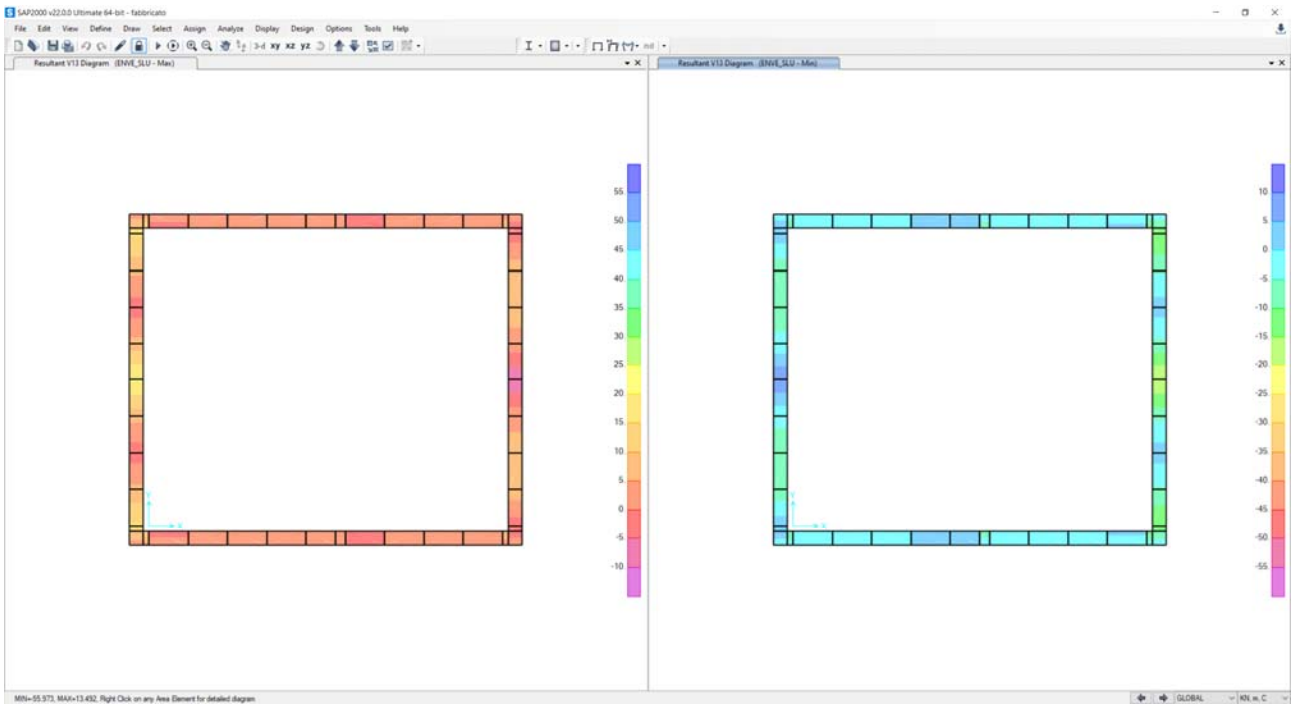 SAP2000 v22.0.0 Ultimate 64-bit - fabbricato
File Edit View Define Draw Select Assign Analyze Display Design Options Tools Help
3-d xy xz yz nd
Resultant V13 Diagram (ENVE_SLU - Max)
Resultant V13 Diagram (ENVE_SLU - Min)
55.
50.
45.
40.
35.
30.
25.
20.
15.
10.
5.
0.
-5.
-10.
Y
X
10.
5.
0.
-5.
-10.
-15.
-20.
-25.
-30.
-35.
-40.
-45.
-50.
-55.
Y
X
MIN=-55.973, MAX=13.492, Right Click on any Area Element for detailed diagram
GLOBAL
KN, m, C